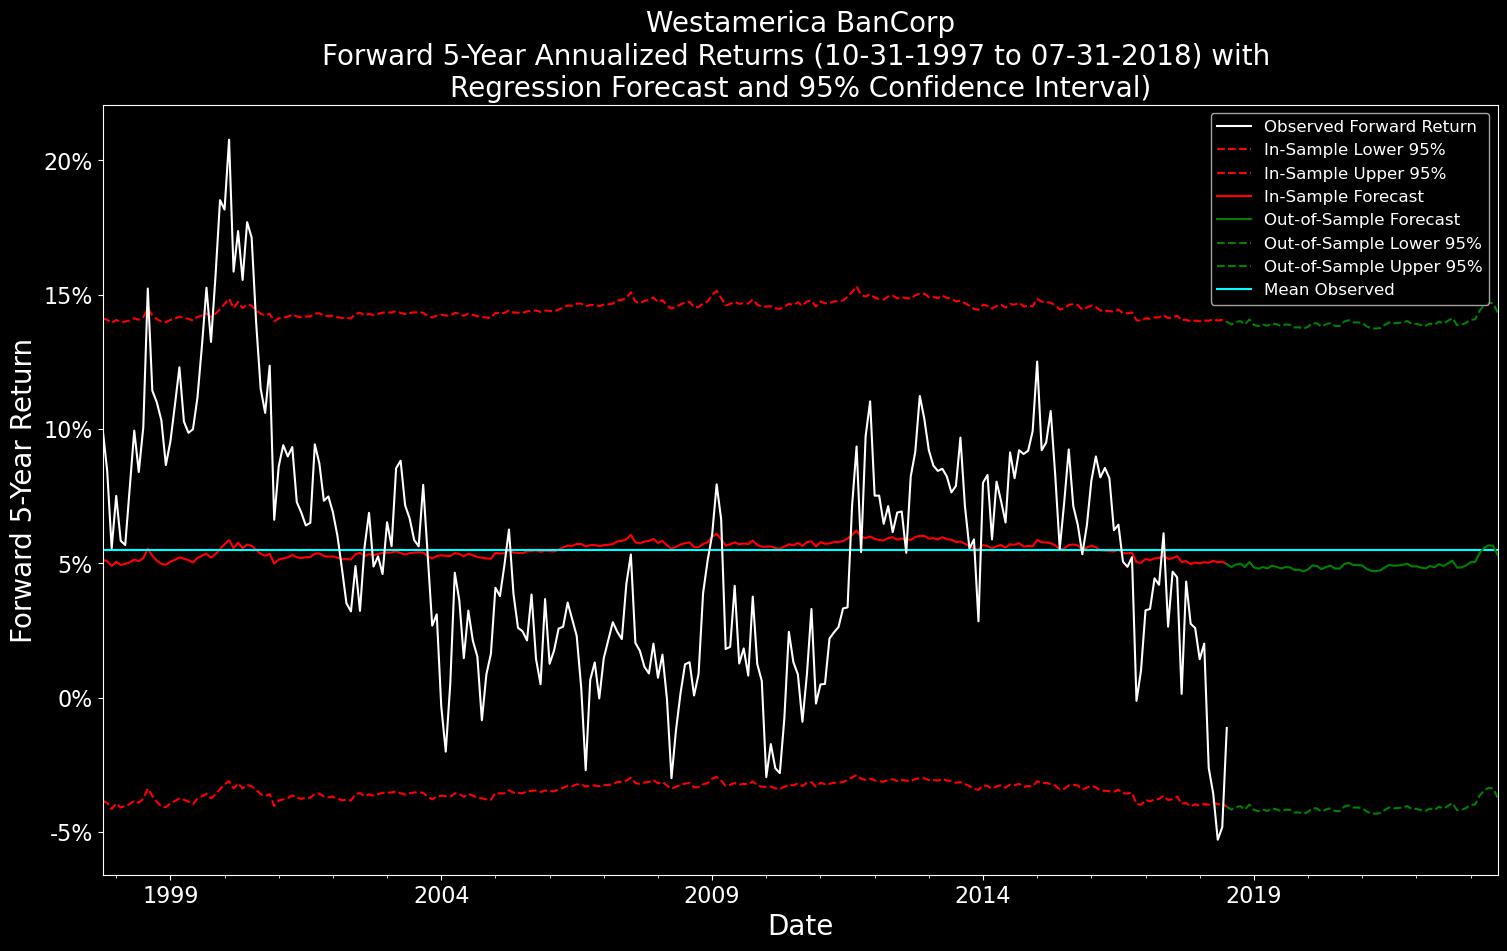 Westamerica BanCorp
Forward 5-Year Annualized Returns (10-31-1997 to 07-31-2018) with
Regression Forecast and 95% Confidence Interval)
Observed Forward Return
In-Sample Lower 95%
In-Sample Upper 95%
In-Sample Forecast
Out-of-Sample Forecast
Out-of-Sample Lower 95%
Out-of-Sample Upper 95%
Mean Observed
Forward 5-Year Return
20%
15%
10%
5%
0%
-5%
1999
2004
2009
2014
2019
Date